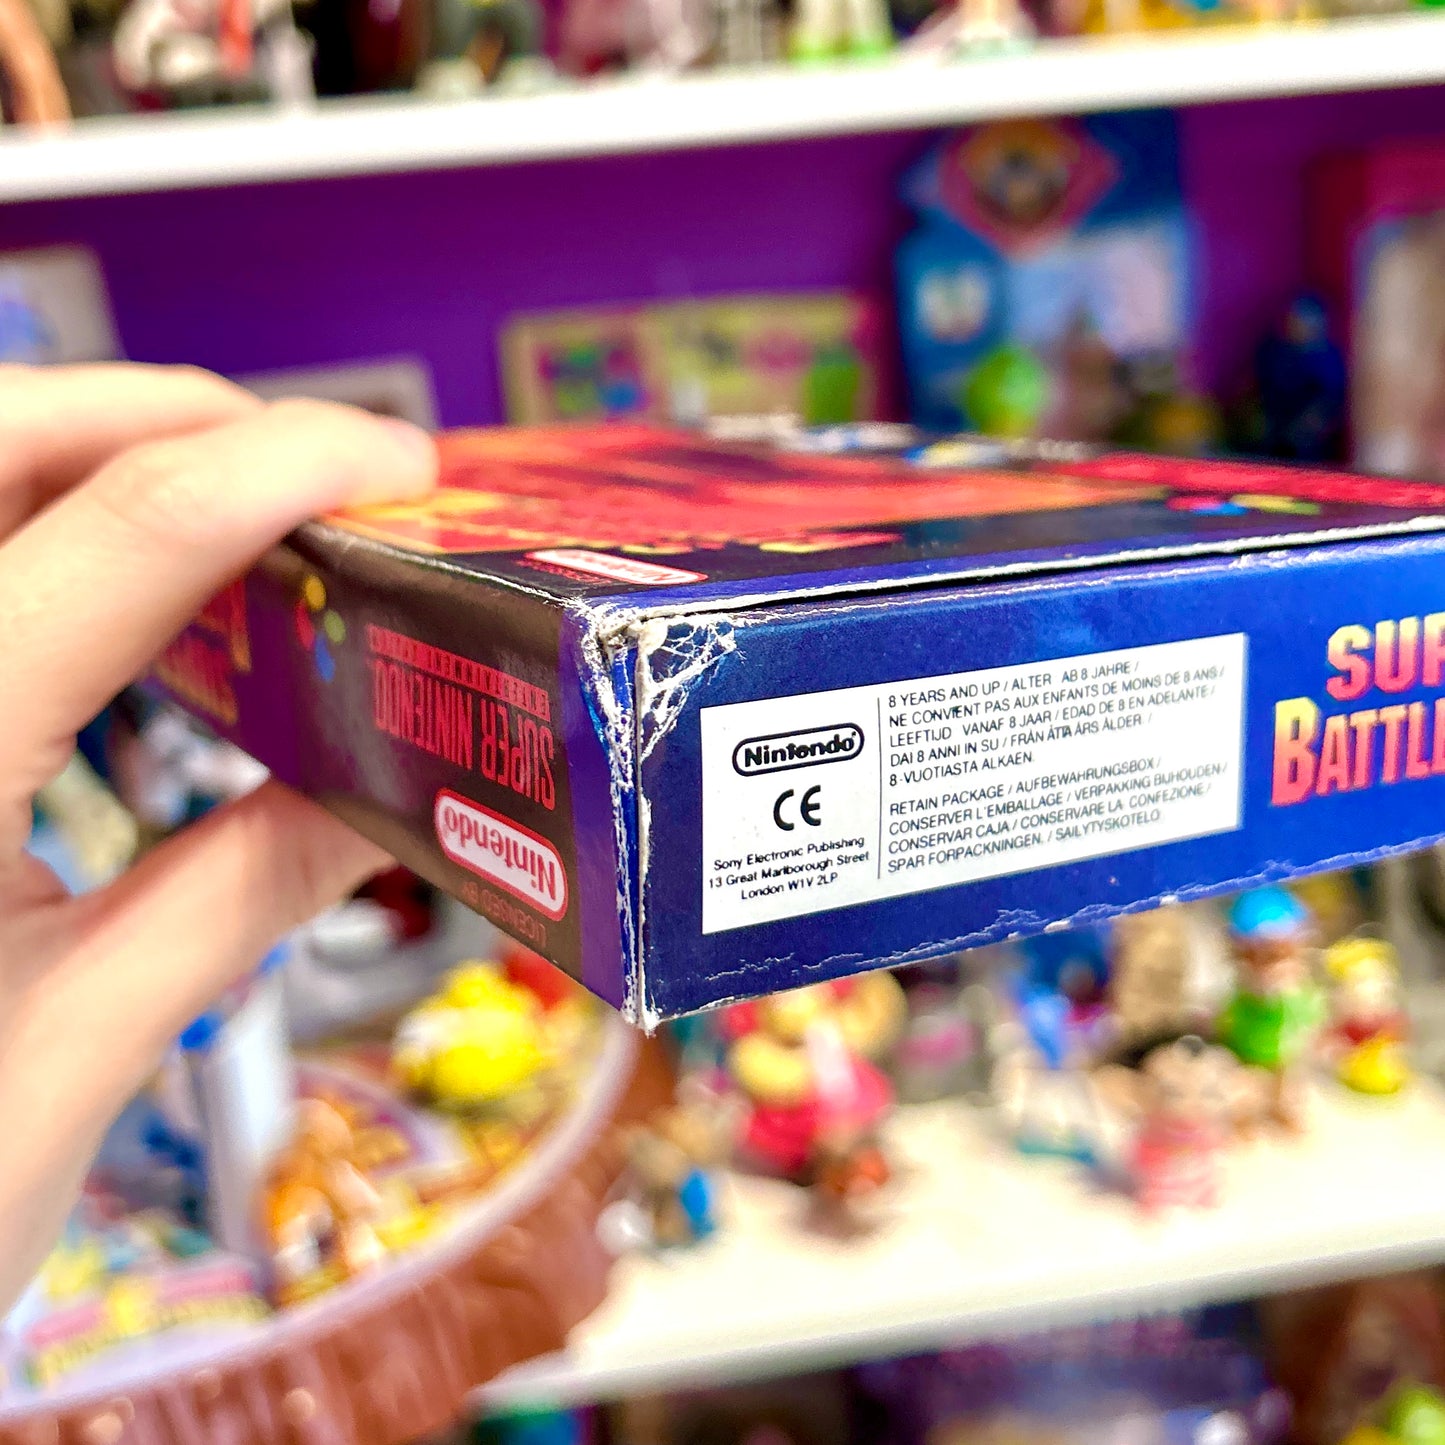 SUPER NINTENDO
Nintendo
LICENSED BY
Nintendo
CE
Sony Electronic Publishing
13 Great Marlborough Street
London W1V 2LP
8 YEARS AND UP / ALTER AB 8 JAHRE /
NE CONVIENT PAS AUX ENFANTS DE MOINS DE 8 ANS /
LEEFTIJD VANAF 8 JAAR / EDAD DE 8 EN ADELANTE /
DAI 8 ANNI IN SU / FRÅN ÅTTA ÅRS ÅLDER. /
8-VUOTIASTA ALKAEN.
RETAIN PACKAGE / AUFBEWAHRUNGSBOX /
CONSERVER L'EMBALLAGE / VERPAKKING BIJHOUDEN /
CONSERVAR CAJA / CONSERVARE LA CONFEZIONE /
SPAR FORPACKNINGEN. / SAILYTYSKOTELO
SUP
BATTLE